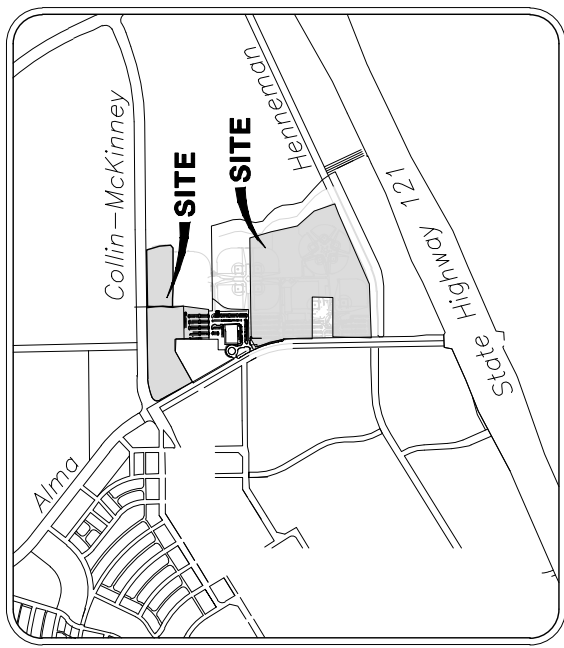 Collin-McKinney
SITE
SITE
Henneman
State Highway 121
Alma